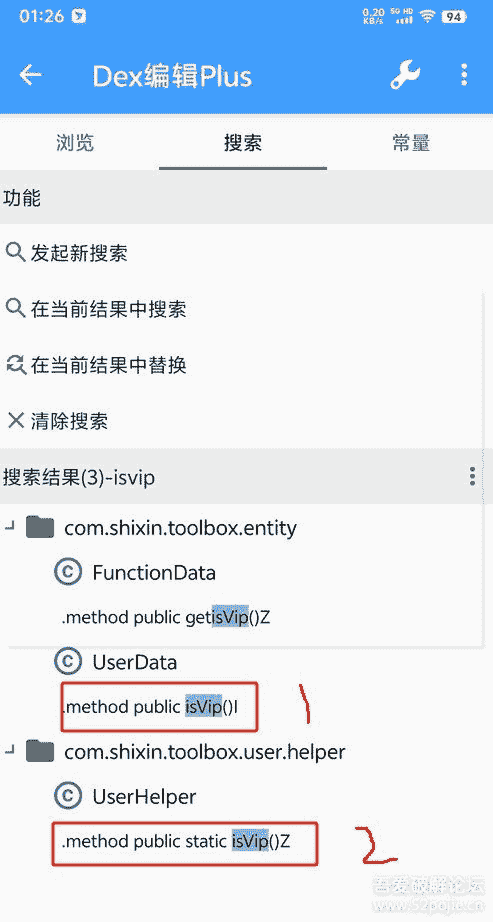 01:26
0.20 KB/s 5G HD 94
Dex编辑Plus
浏览 搜索 常量
功能
发起新搜索
在当前结果中搜索
在当前结果中替换
清除搜索
搜索结果(3)-isvip
com.shixin.toolbox.entity
FunctionData
.method public getisVip()Z
UserData
.method public isVip()I
1
com.shixin.toolbox.user.helper
UserHelper
.method public static isVip()Z
2
吾爱破解论坛
www.52pojie.cn